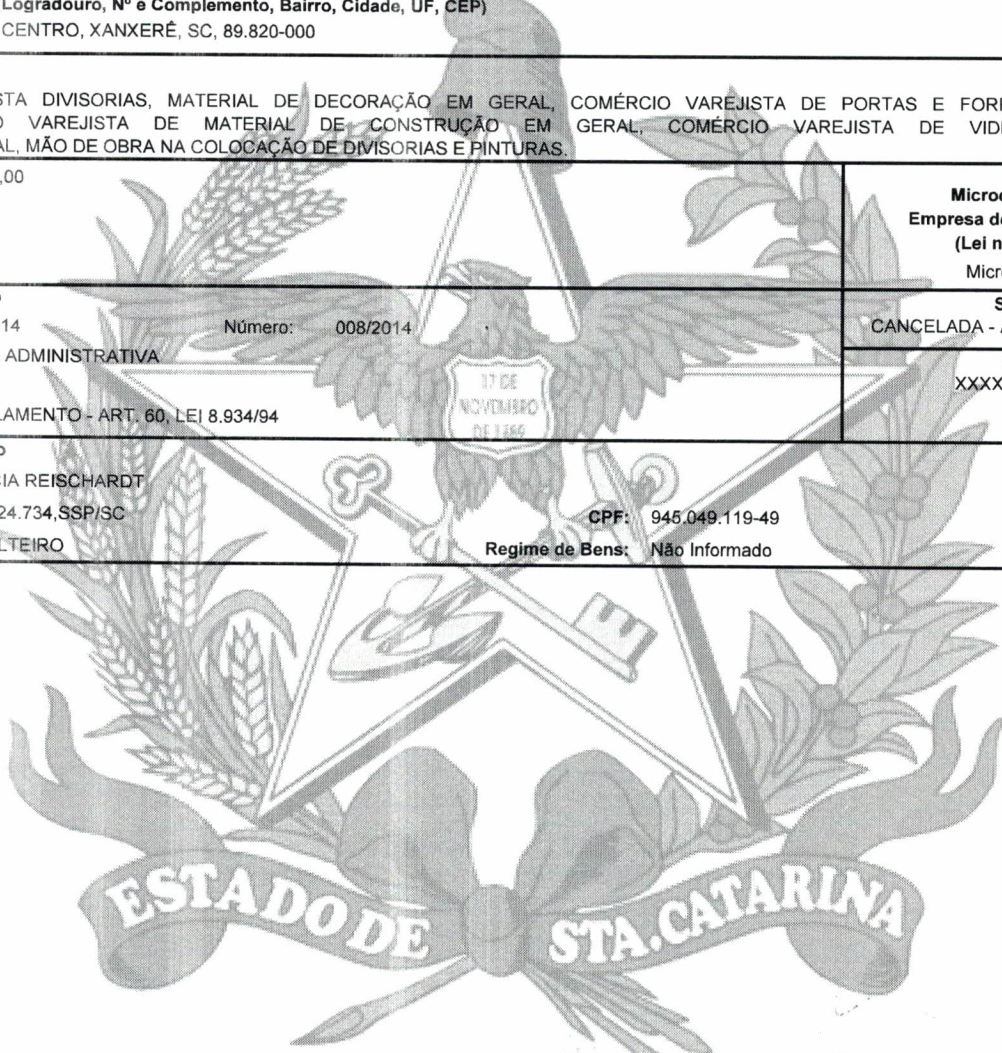 Logradouro, Nº e Complemento, Bairro, Cidade, UF, CEP)
CENTRO, XANXERÊ, SC, 89.820-000
STA DIVISORIAS, MATERIAL DE DECORAÇÃO EM GERAL, COMÉRCIO VAREJISTA DE PORTAS E FOR
O VAREJISTA DE MATERIAL DE CONSTRUÇÃO EM GERAL, COMÉRCIO VAREJISTA DE VID
AL, MÃO DE OBRA NA COLOCAÇÃO DE DIVISORIAS E PINTURAS.
,00
Micro
Empresa d
(Lei n
Micr
14 Número: 008/2014
S
CANCELADA - A
ADMINISTRATIVA
XXXX
LAMENTO - ART. 60, LEI 8.934/94
O
IA REISCHARDT
24.734,SSP/SC CPF: 945.049.119-49
LTEIRO Regime de Bens: Não Informado
17 DE
NOVEMBRO
DE 1889
ESTADO DE STA. CATARINA